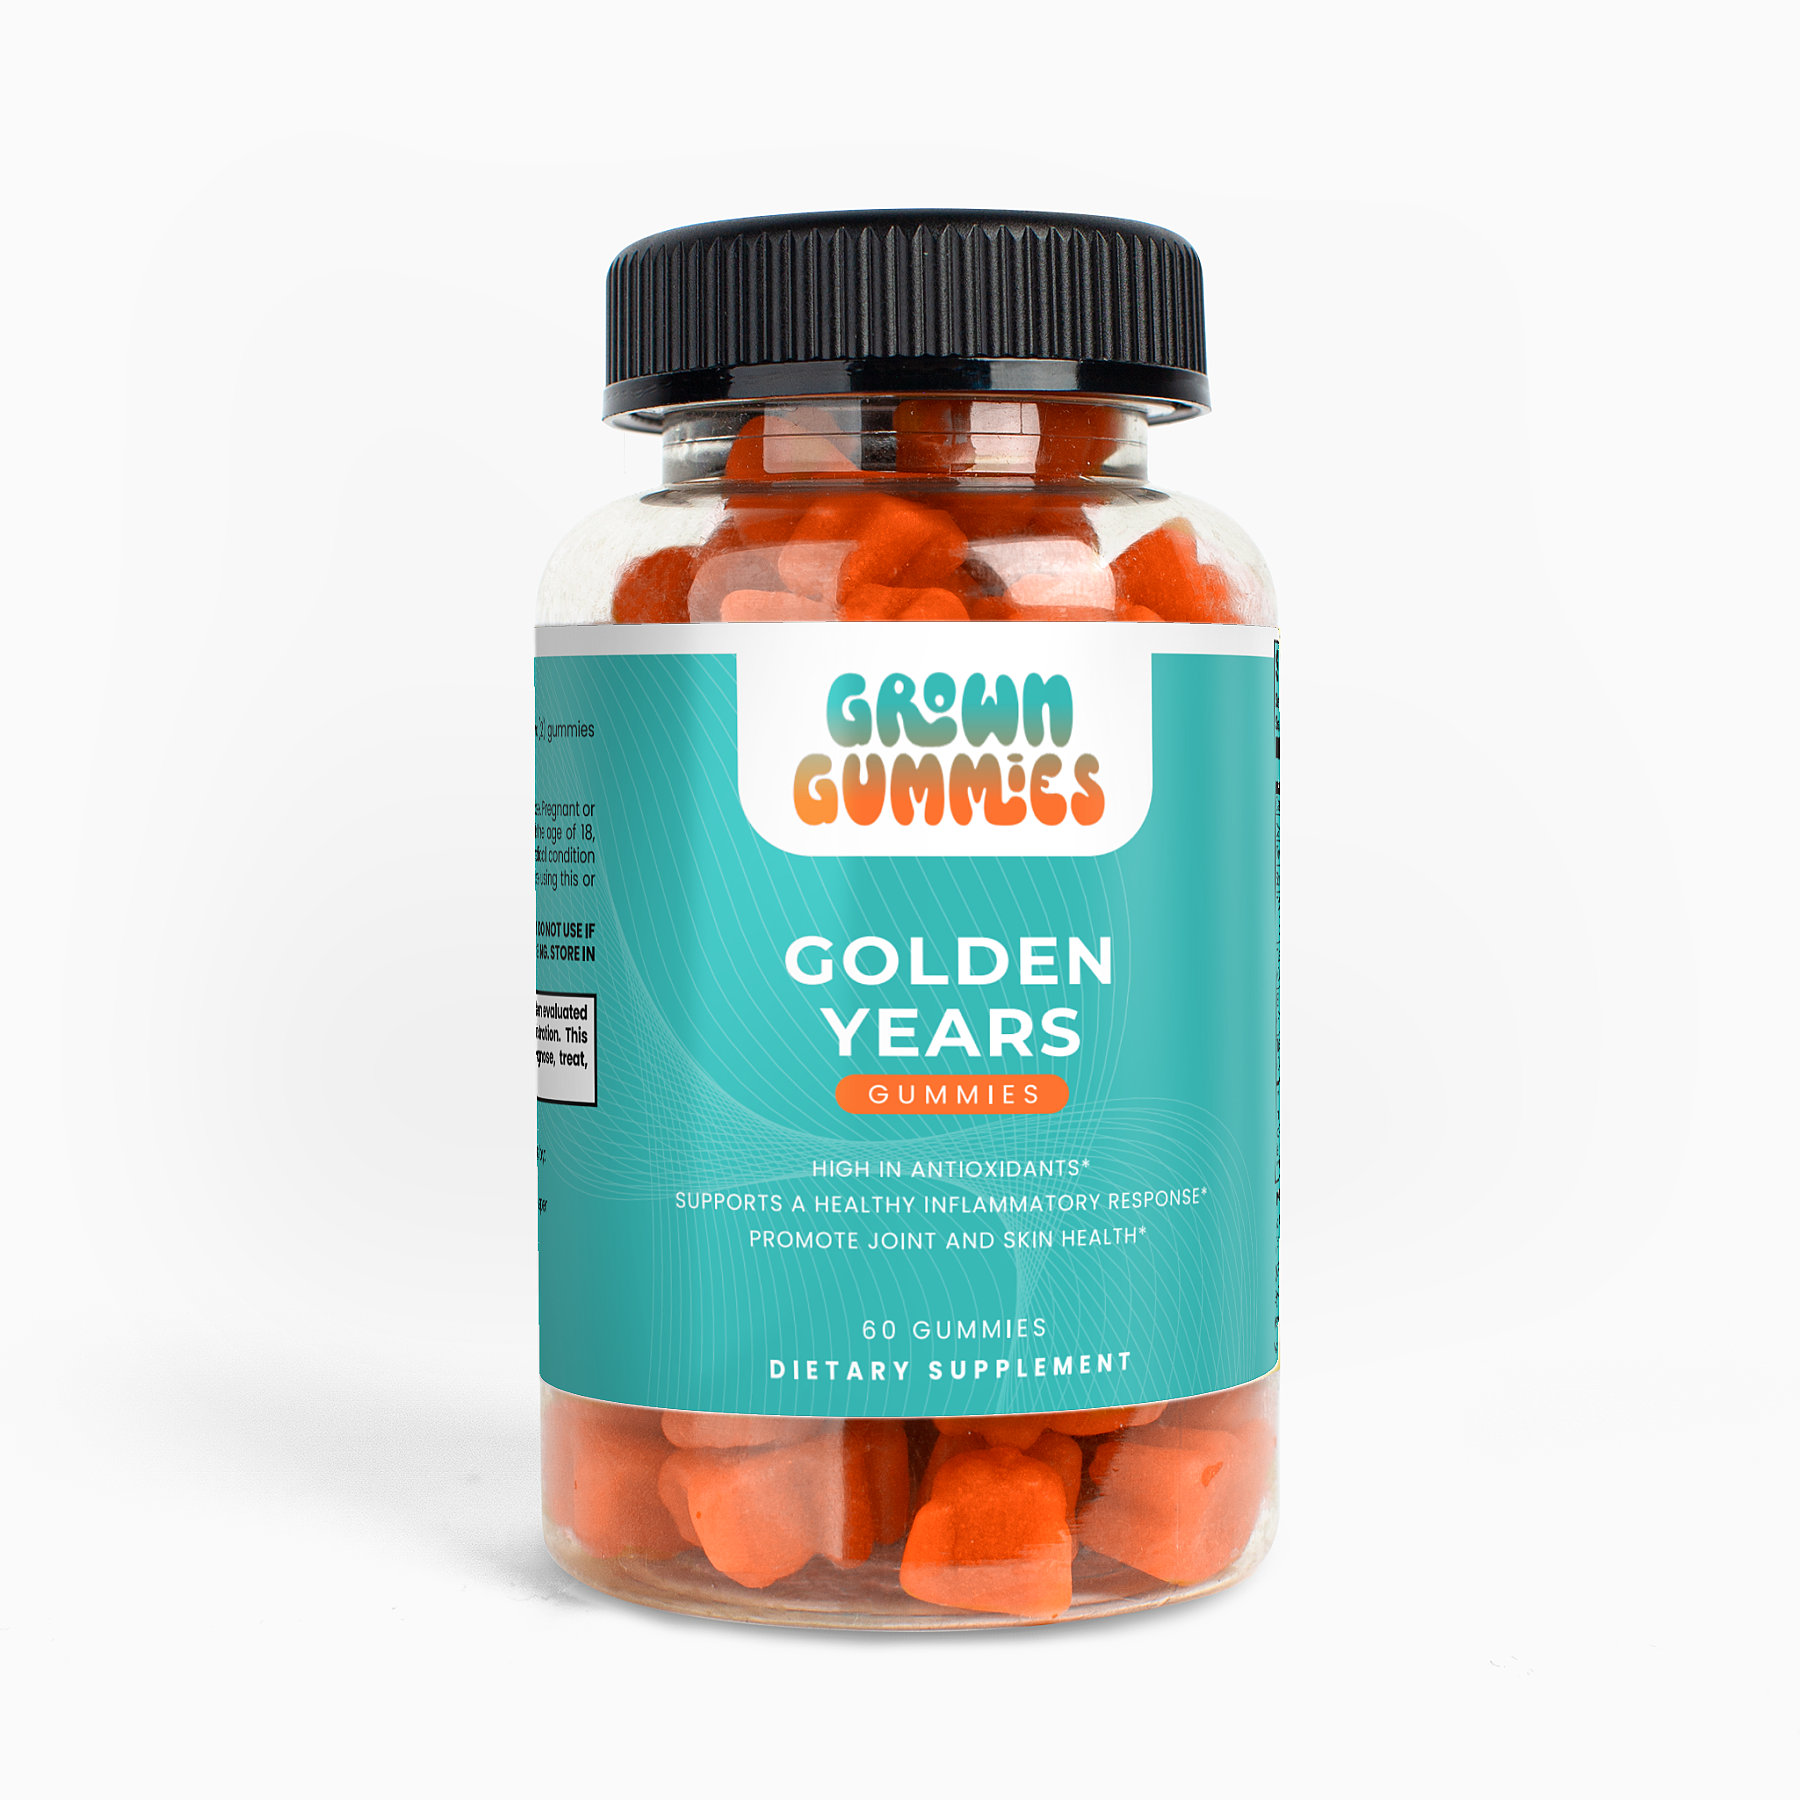 GROWN
GUMMIES
GOLDEN
YEARS
GUMMIES
HIGH IN ANTIOXIDANTS*
SUPPORTS A HEALTHY INFLAMMATORY RESPONSE*
PROMOTE JOINT AND SKIN HEALTH*
60 GUMMIES
DIETARY SUPPLEMENT
(2) gummies
Pregnant or
the age of 18,
condition
using this or
DO NOT USE IF
STORE IN
evaluated
This
treat,